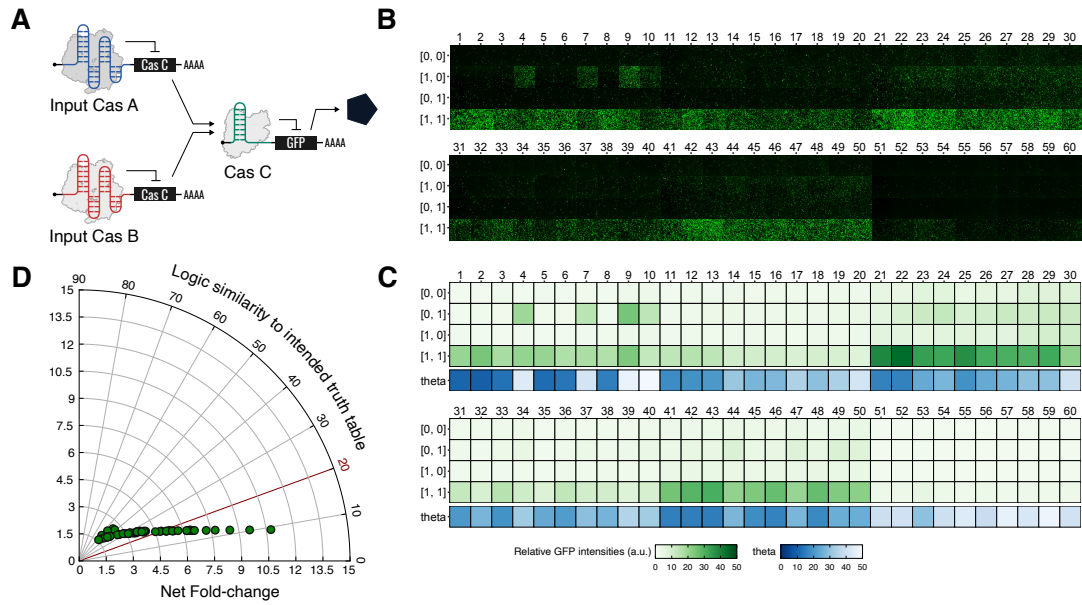 A
Cas C
AAAA
Input Cas A
Cas C
AAAA
Input Cas B
GFP
AAAA
Cas C
B
1 2 3 4 5 6 7 8 9 10 11 12 13 14 15 16 17 18 19 20 21 22 23 24 25 26 27 28 29 30
[0, 0]
[1, 0]
[0, 1]
[1, 1]
31 32 33 34 35 36 37 38 39 40 41 42 43 44 45 46 47 48 49 50 51 52 53 54 55 56 57 58 59 60
[0, 0]
[1, 0]
[0, 1]
[1, 1]
D
Logic similarity to intended truth table
90
80
70
60
50
40
30
20
10
0
15
13.5
12
10.5
9
7.5
6
4.5
3
1.5
0
0 1.5 3 4.5 6 7.5 9 10.5 12 13.5 15
Net Fold-change
C
1 2 3 4 5 6 7 8 9 10 11 12 13 14 15 16 17 18 19 20 21 22 23 24 25 26 27 28 29 30
[0, 0]
[0, 1]
[1, 0]
[1, 1]
theta
31 32 33 34 35 36 37 38 39 40 41 42 43 44 45 46 47 48 49 50 51 52 53 54 55 56 57 58 59 60
[0, 0]
[0, 1]
[1, 0]
[1, 1]
theta
Relative GFP intensities (a.u.)
0 10 20 30 40 50
theta
0 10 20 30 40 50